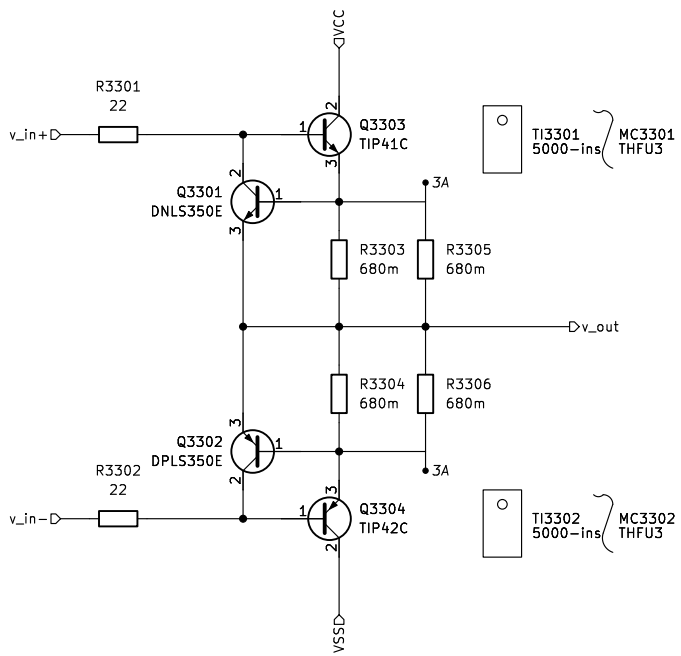 VCC
R3301
22
v_in+
1
2
3
Q3303
TIP41C
TI3301
5000-ins
MC3301
THFU3
Q3301
DNLS350E
2
1
3
3A
R3303
680m
R3305
680m
v_out
R3304
680m
R3306
680m
Q3302
DPLS350E
3
1
2
3A
R3302
22
v_in-
1
3
2
Q3304
TIP42C
TI3302
5000-ins
MC3302
THFU3
VSS